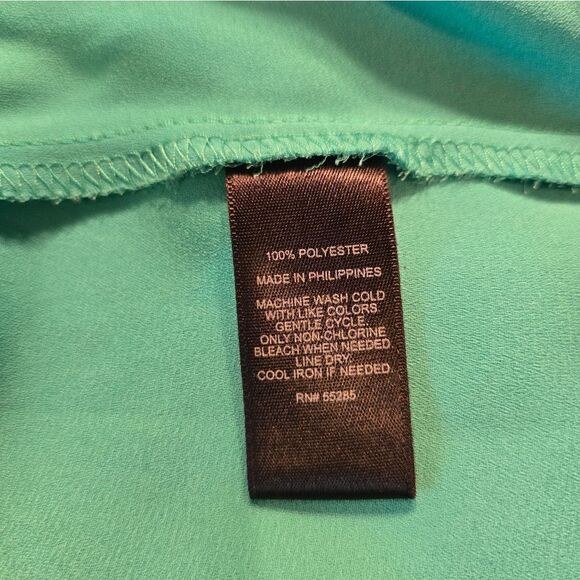 100% POLYESTER
MADE IN PHILIPPINES
MACHINE WASH COLD
WITH LIKE COLORS.
GENTLE CYCLE.
ONLY NON-CHLORINE
BLEACH WHEN NEEDED.
LINE DRY.
COOL IRON IF NEEDED.
RN# 55285